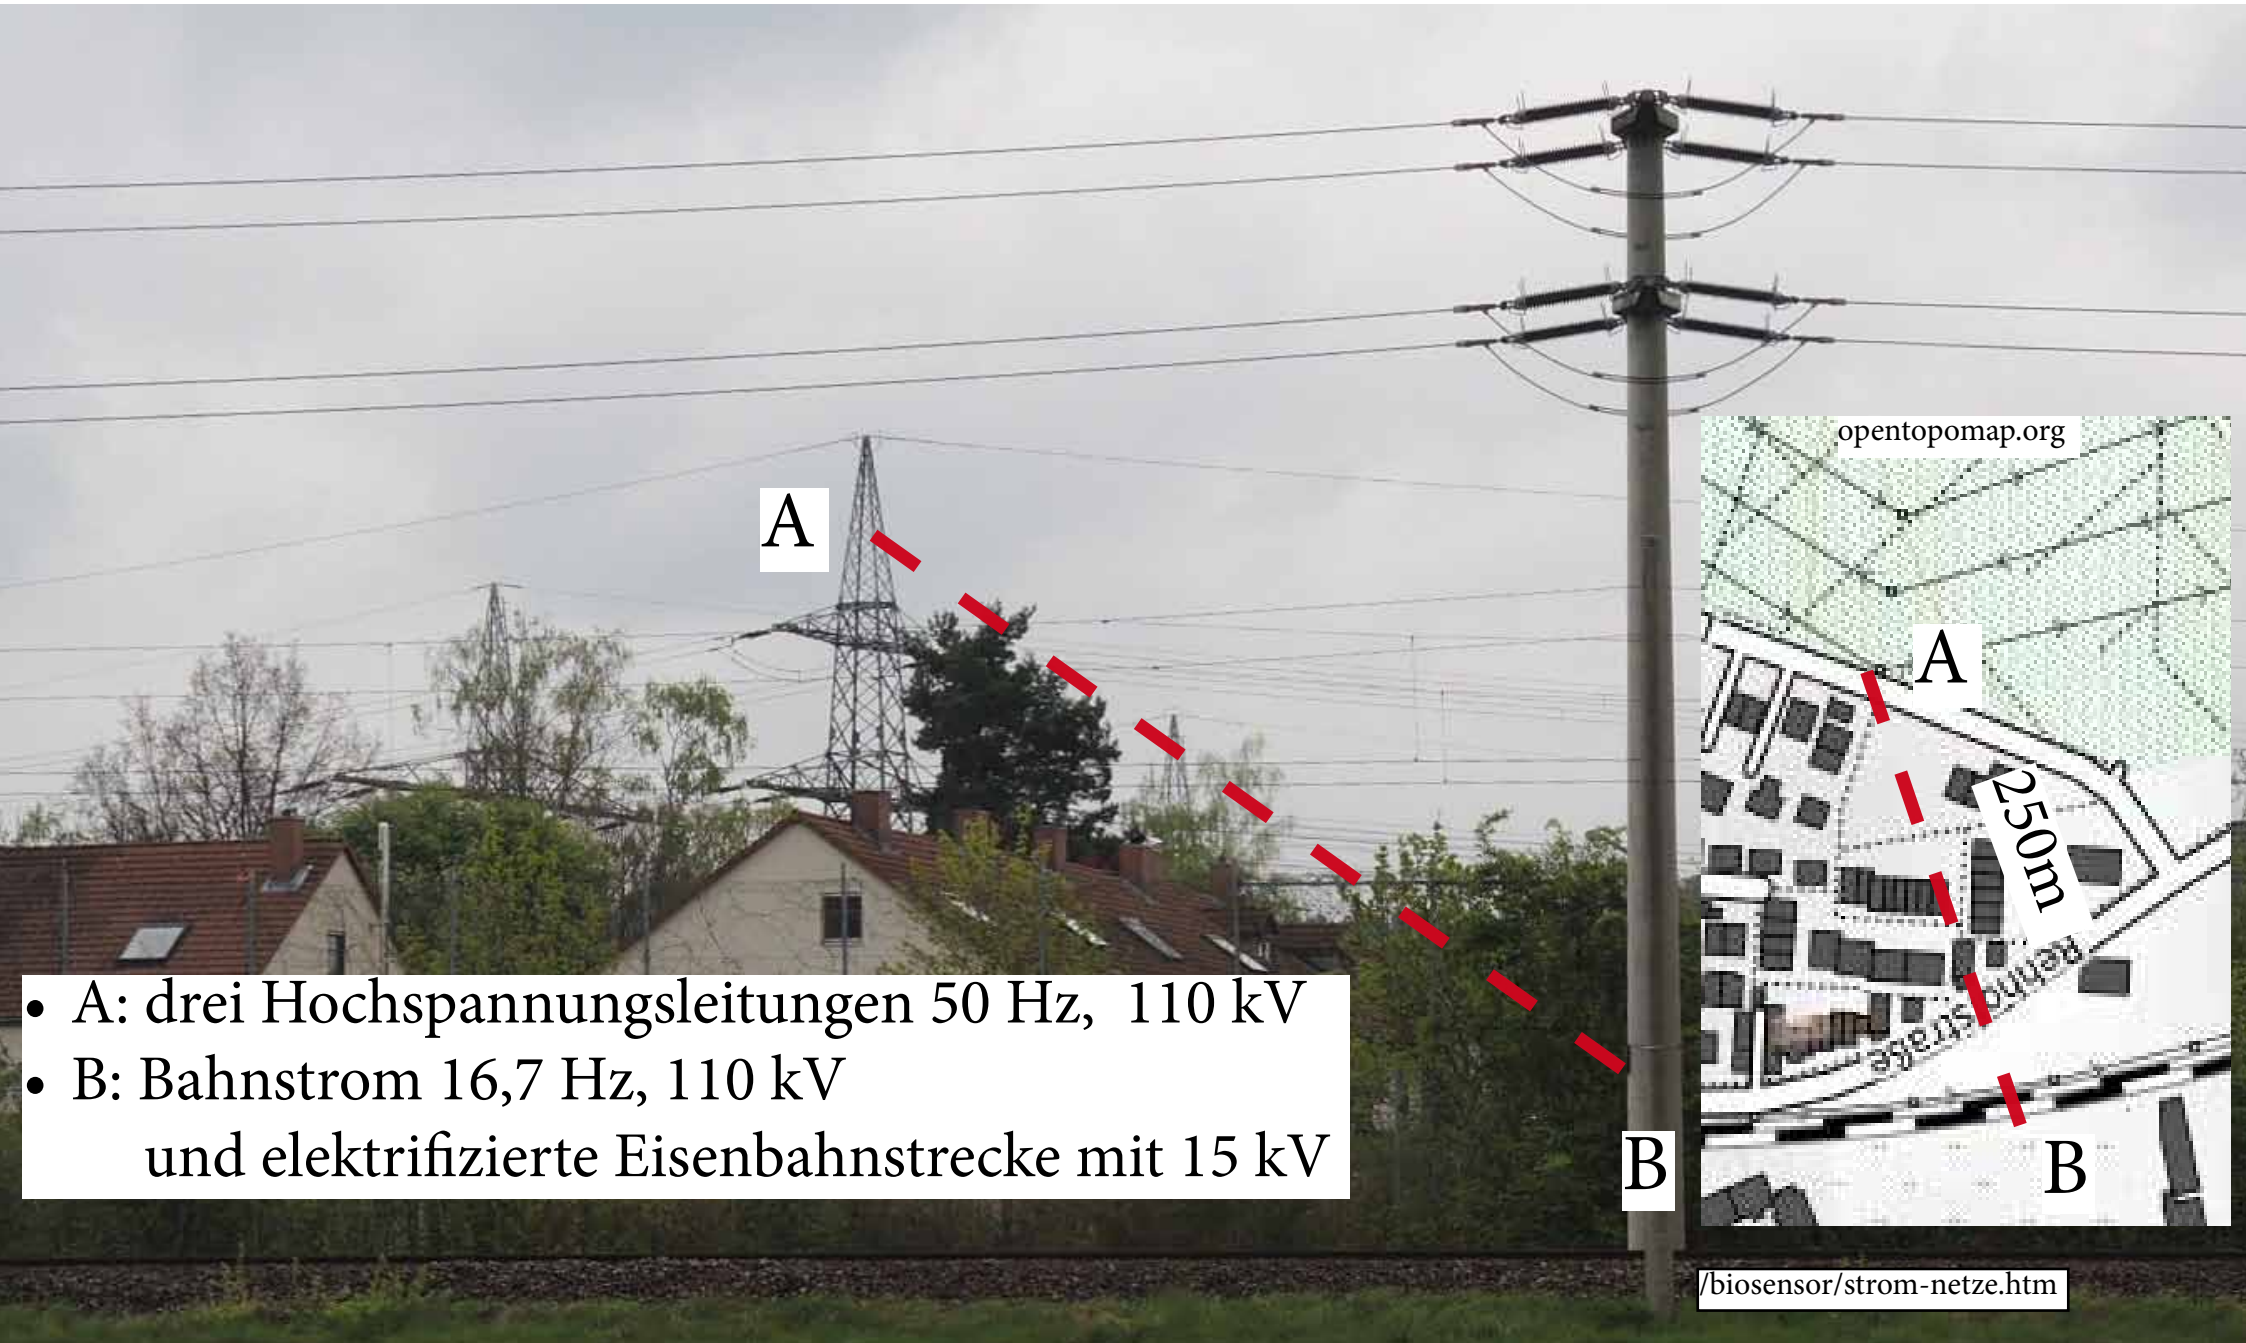 opentopomap.org
A
A
250m
• A: drei Hochspannungsleitungen 50 Hz, 110 kV
• B: Bahnstrom 16,7 Hz, 110 kV
und elektrifizierte Eisenbahnstrecke mit 15 kV
B
B
/biosensor/strom-netze.htm